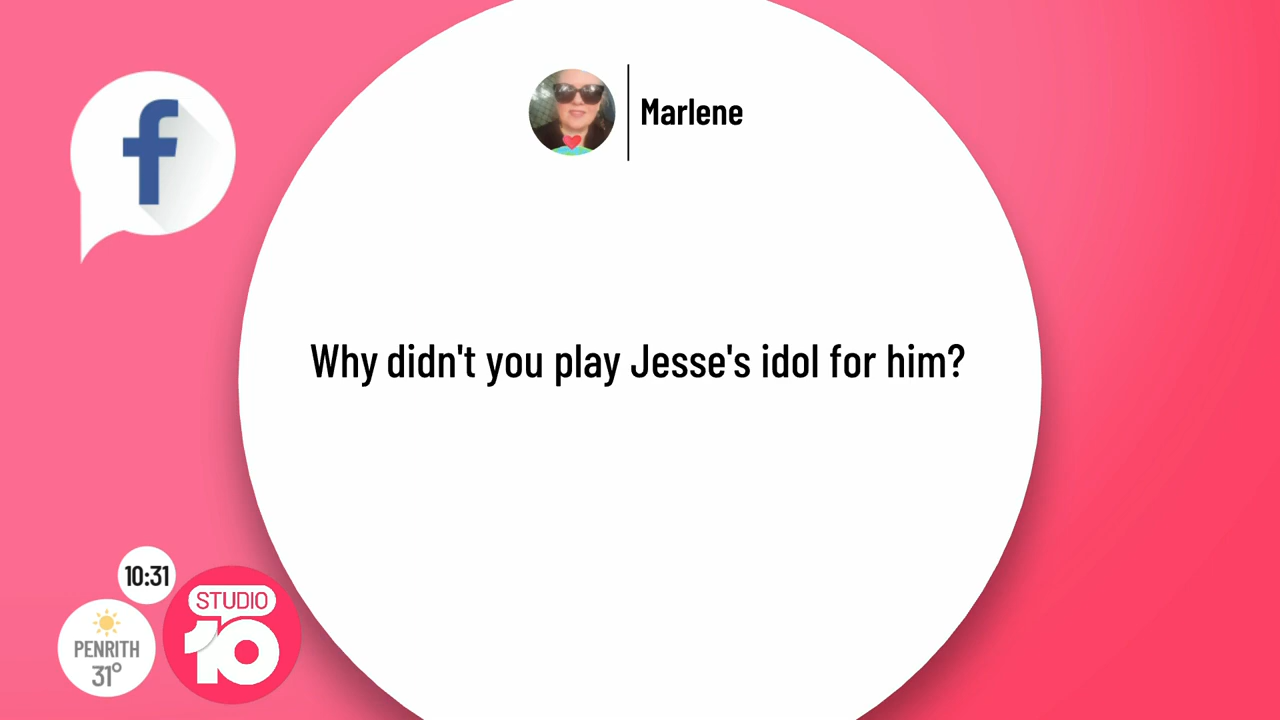 f
Marlene
Why didn't you play Jesse's idol for him?
10:31
STUDIO
10
PENRITH
31°